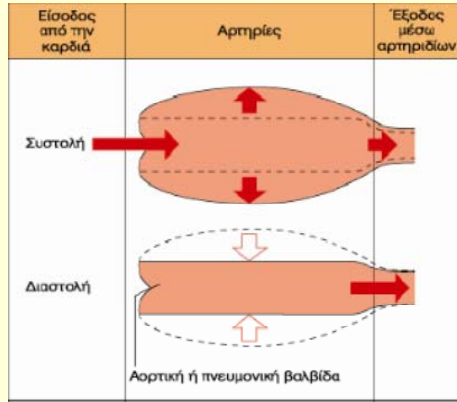 Είσοδος
από την
καρδιά
Αρτηρίες
Έξοδος
μέσω
αρτηριδίων
Συστολή
Διαστολή
Αορτική ή πνευμονική βαλβίδα